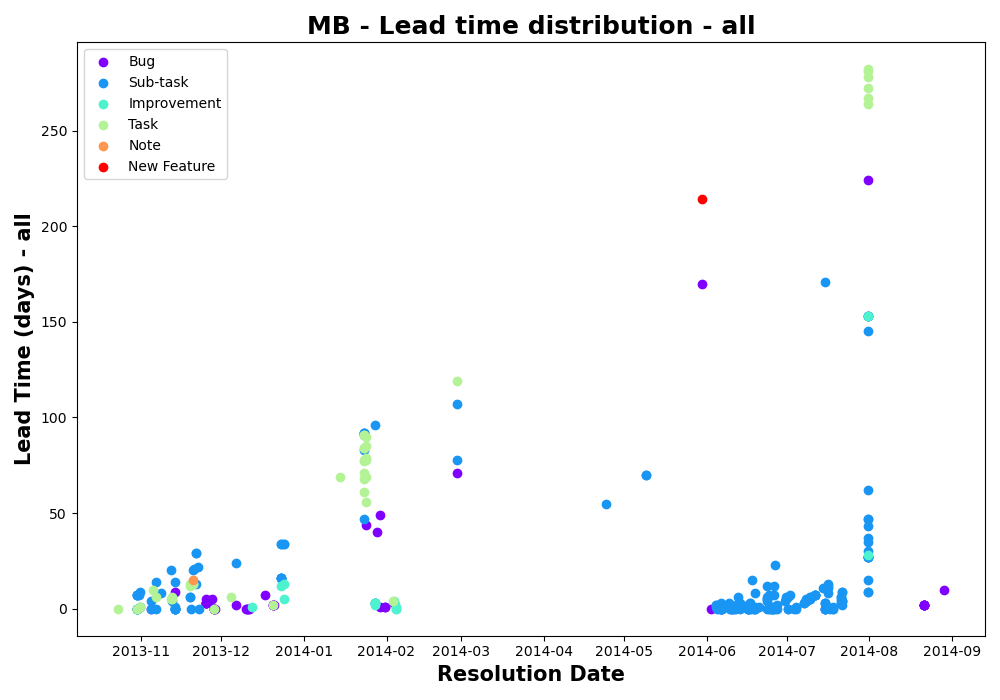 MB - Lead time distribution - all
Bug
Sub-task
Improvement
Task
Note
New Feature
Lead Time (days) - all
250
200
150
100
50
0
2013-11 2013-12 2014-01 2014-02 2014-03 2014-04 2014-05 2014-06 2014-07 2014-08 2014-09
Resolution Date